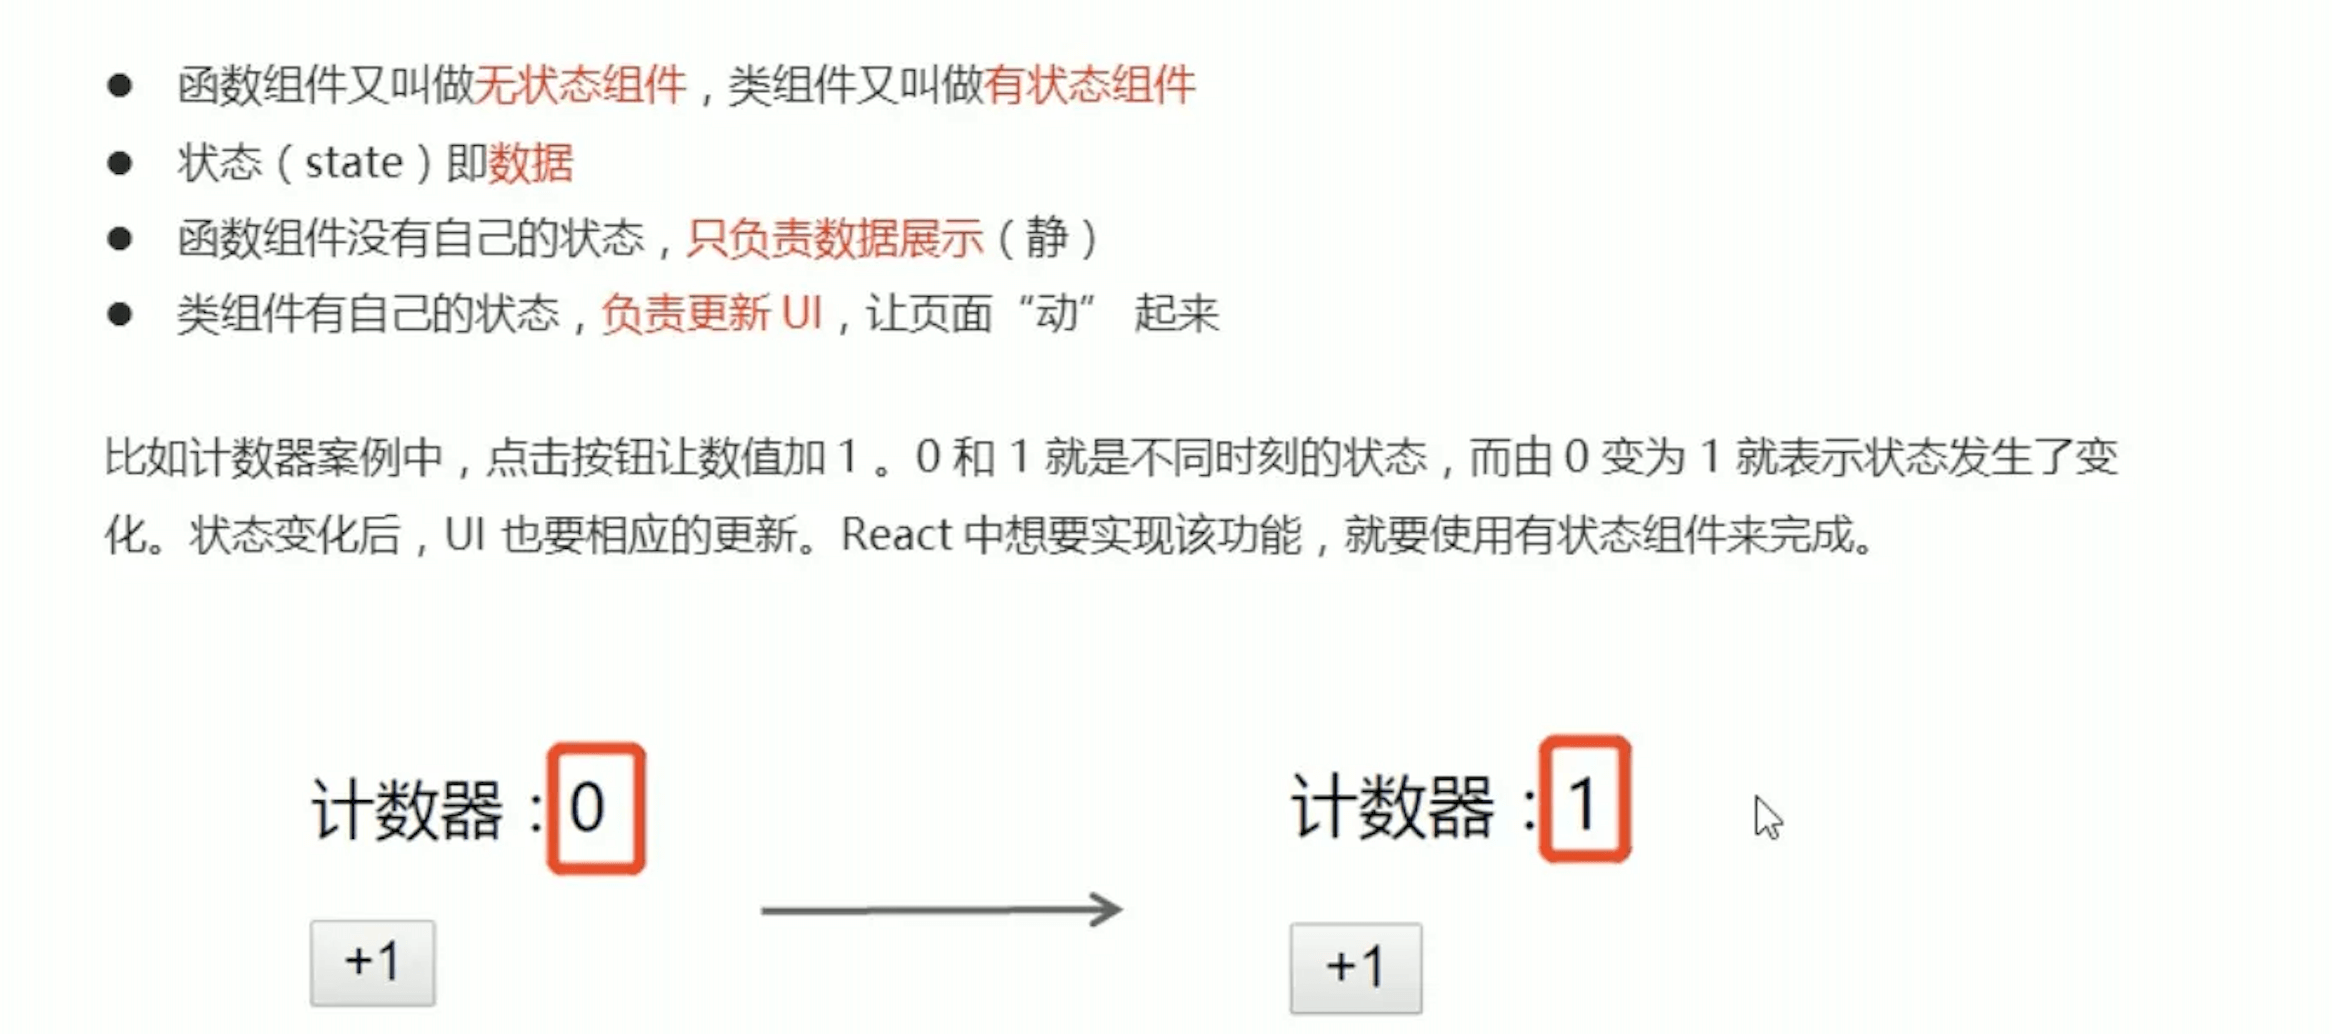 ● 函数组件又叫做无状态组件，类组件又叫做有状态组件
● 状态（state）即数据
● 函数组件没有自己的状态，只负责数据展示（静）
● 类组件有自己的状态，负责更新 UI，让页面“动” 起来
比如计数器案例中，点击按钮让数值加 1 。0 和 1 就是不同时刻的状态，而由 0 变为 1 就表示状态发生了变
化。状态变化后，UI 也要相应的更新。React 中想要实现该功能，就要使用有状态组件来完成。
计数器：0
+1
计数器：1
+1